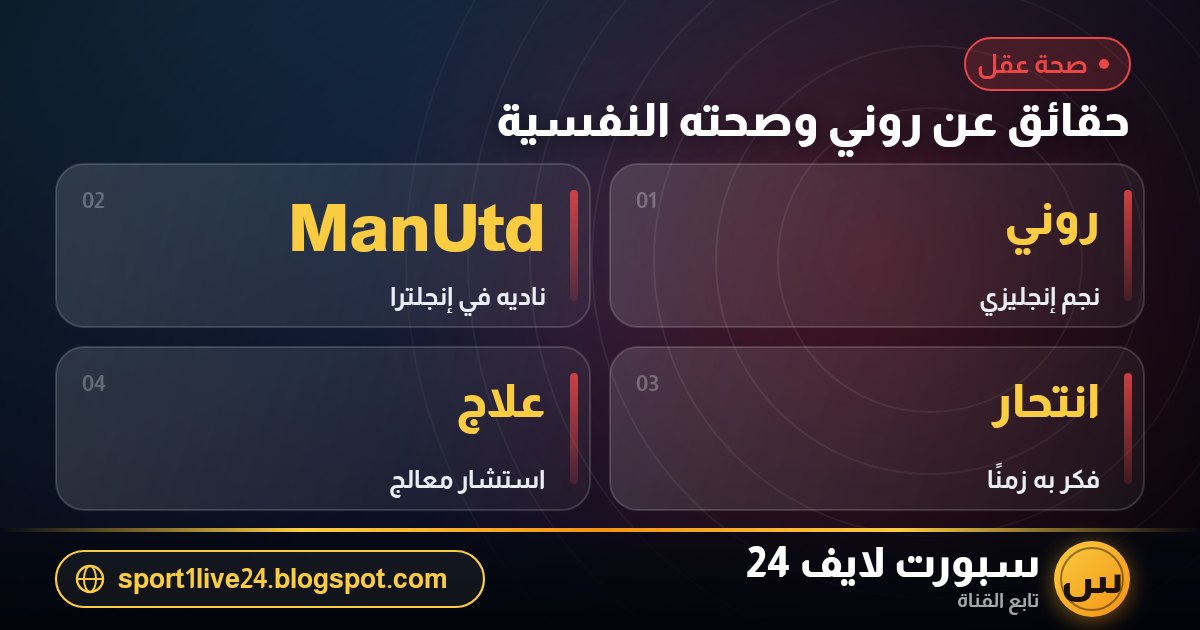 صحة عقل
حقائق عن روني وصحته النفسية
01
روني
نجم إنجليزي
02
ManUtd
ناديه في إنجلترا
03
انتحار
فكر به زمنًا
04
علاج
استشار معالج
س
سبورت لايف 24
تابع القناة
sport1live24.blogspot.com